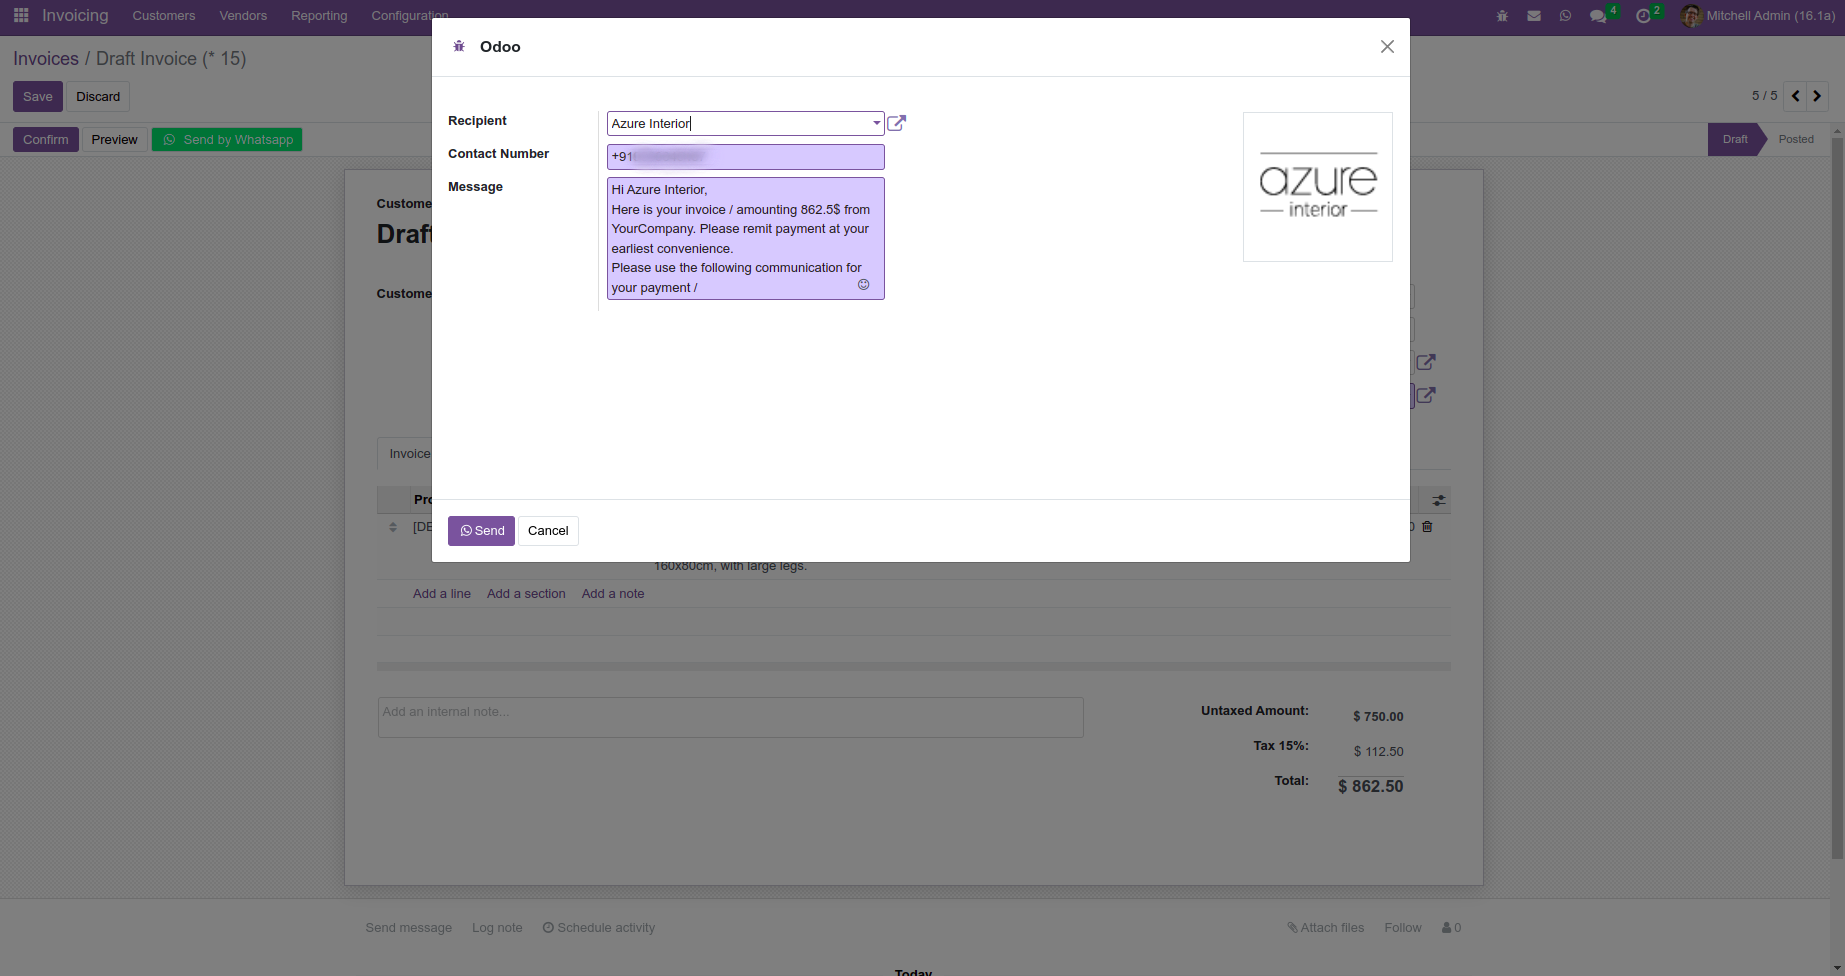 Invoicing Customers Vendors Reporting Configuration 4 2 Mitchell Admin (16.1a)
Invoices / Draft Invoice (* 15)
Save Discard 5 / 5
Confirm Preview Send by Whatsapp Draft Posted
Odoo
Recipient Azure Interior
Contact Number +91
Message
Hi Azure Interior,
Here is your invoice / amounting 862.5$ from
YourCompany. Please remit payment at your
earliest convenience.
Please use the following communication for
your payment /
azure
interior
Send Cancel
Custome
Draf
Custome
Invoice
Pro
[DE
160x80cm, with large legs.
Add a line Add a section Add a note
Add an internal note...
Untaxed Amount: $ 750.00
Tax 15%: $ 112.50
Total: $ 862.50
Send message Log note Schedule activity Attach files Follow 0
Today